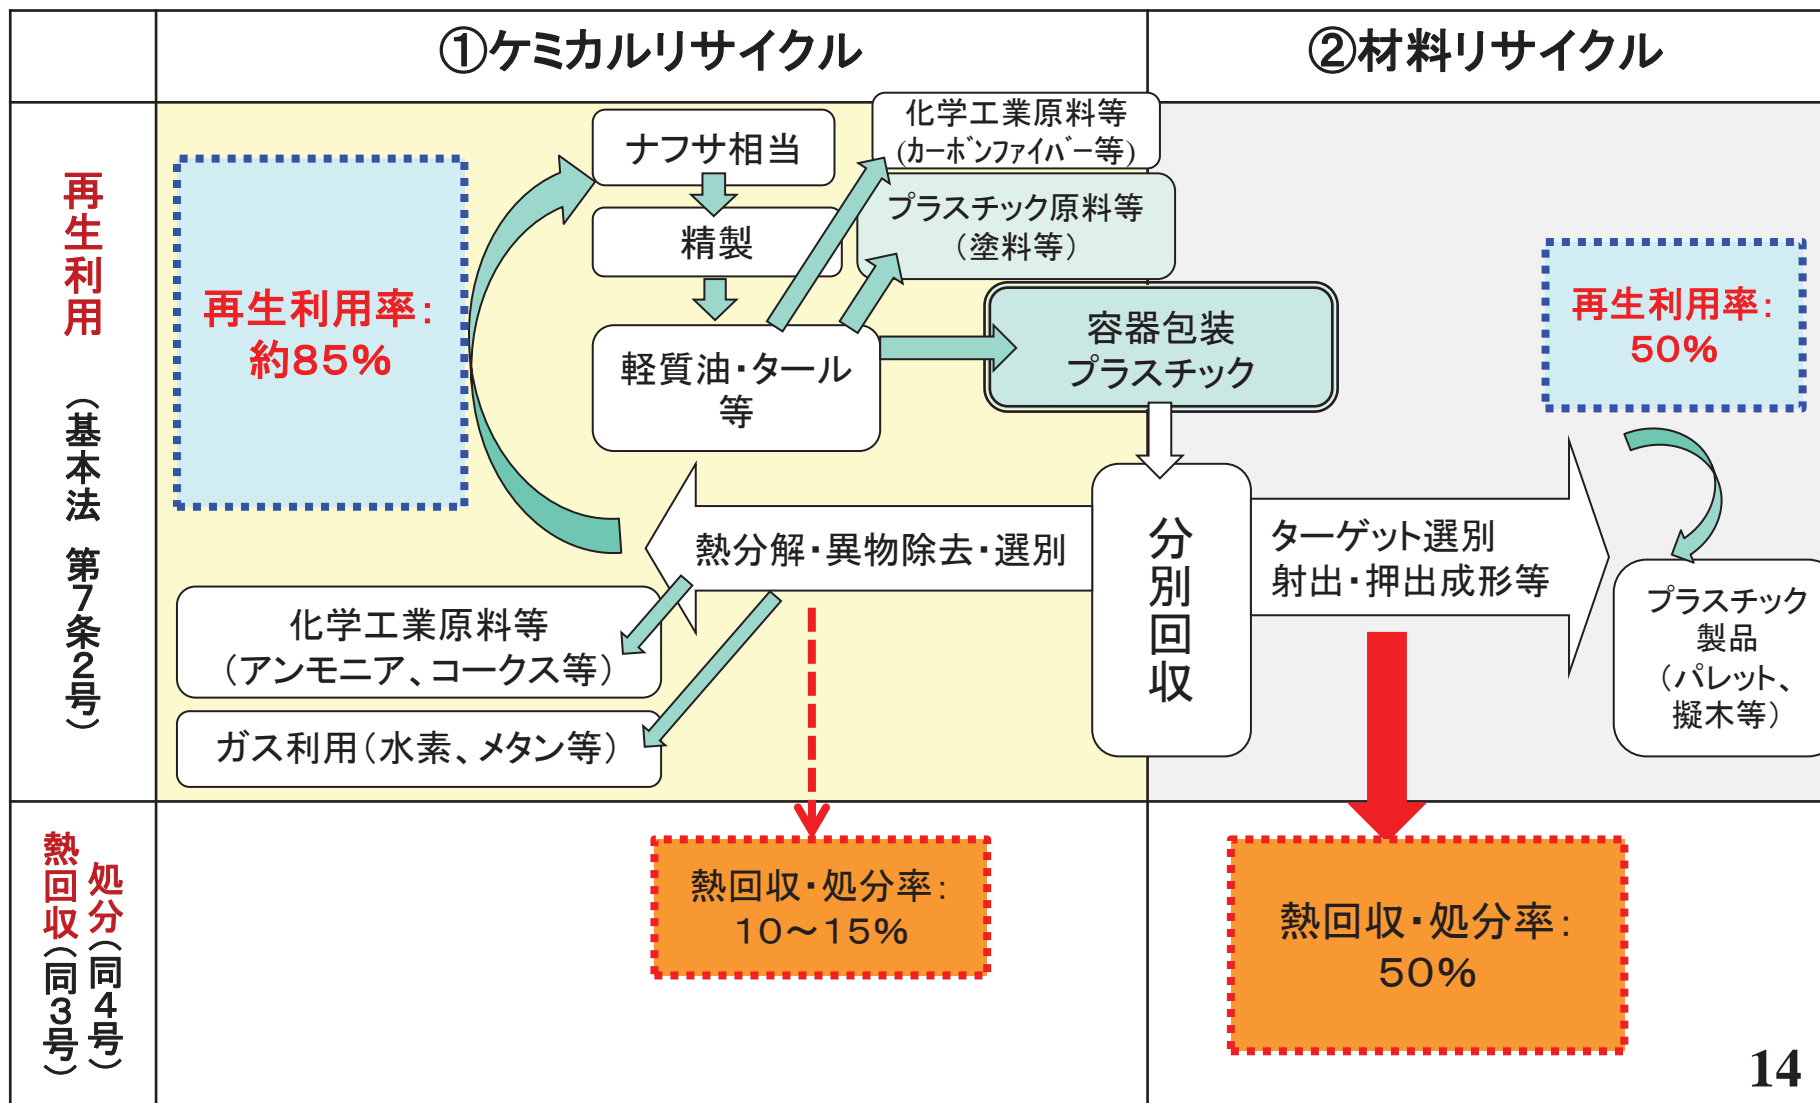 ①ケミカルリサイクル
②材料リサイクル
再生利用
（基本法 第7条2号）
再生利用率：
約85%
ナフサ相当
精製
軽質油・タール
等
化学工業原料等
(カーボンファイバー等)
プラスチック原料等
（塗料等）
容器包装
プラスチック
再生利用率：
50%
熱分解・異物除去・選別
分別回収
ターゲット選別
射出・押出成形等
化学工業原料等
（アンモニア、コークス等）
ガス利用（水素、メタン等）
プラスチック
製品
（パレット、
擬木等）
処分（同4号）
熱回収（同3号）
熱回収・処分率：
10～15%
熱回収・処分率：
50%
14